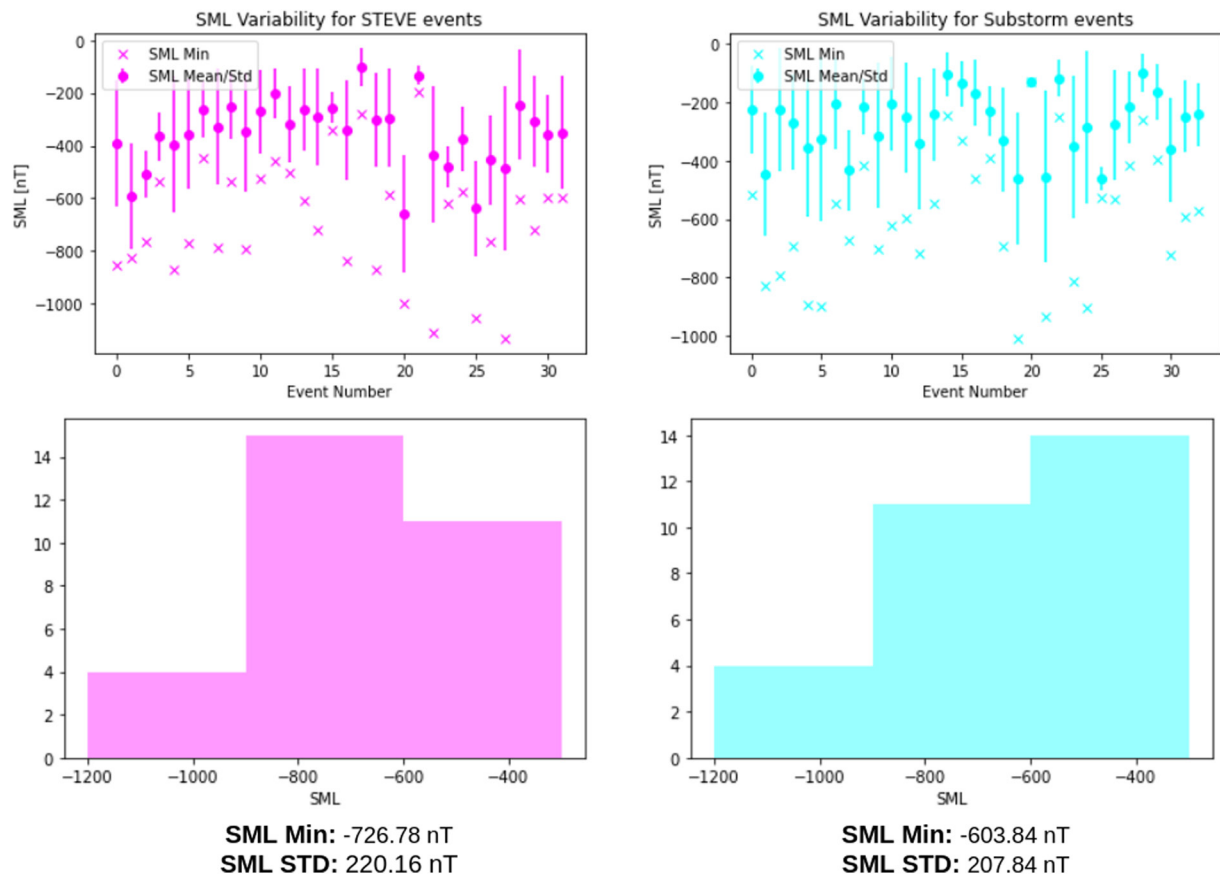 SML Variability for STEVE events
SML Min
SML Mean/Std
0
−200
−400
−600
−800
−1000
SML [nT]
0 5 10 15 20 25 30
Event Number
SML Variability for Substorm events
SML Min
SML Mean/Std
0
−200
−400
−600
−800
−1000
SML [nT]
0 5 10 15 20 25 30
Event Number
14
12
10
8
6
4
2
0
−1200 −1000 −800 −600 −400
SML
SML Min: -726.78 nT
SML STD: 220.16 nT
14
12
10
8
6
4
2
0
−1200 −1000 −800 −600 −400
SML
SML Min: -603.84 nT
SML STD: 207.84 nT